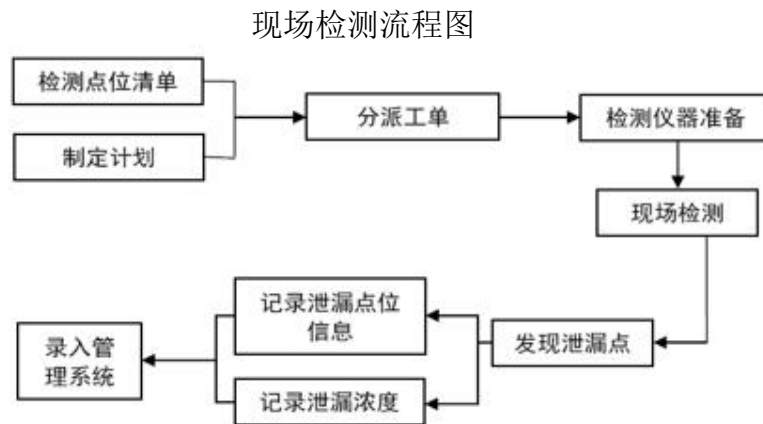 现场检测流程图
检测点位清单
制定计划
分派工单
检测仪器准备
现场检测
发现泄漏点
记录泄漏点位
信息
记录泄漏浓度
录入管
理系统